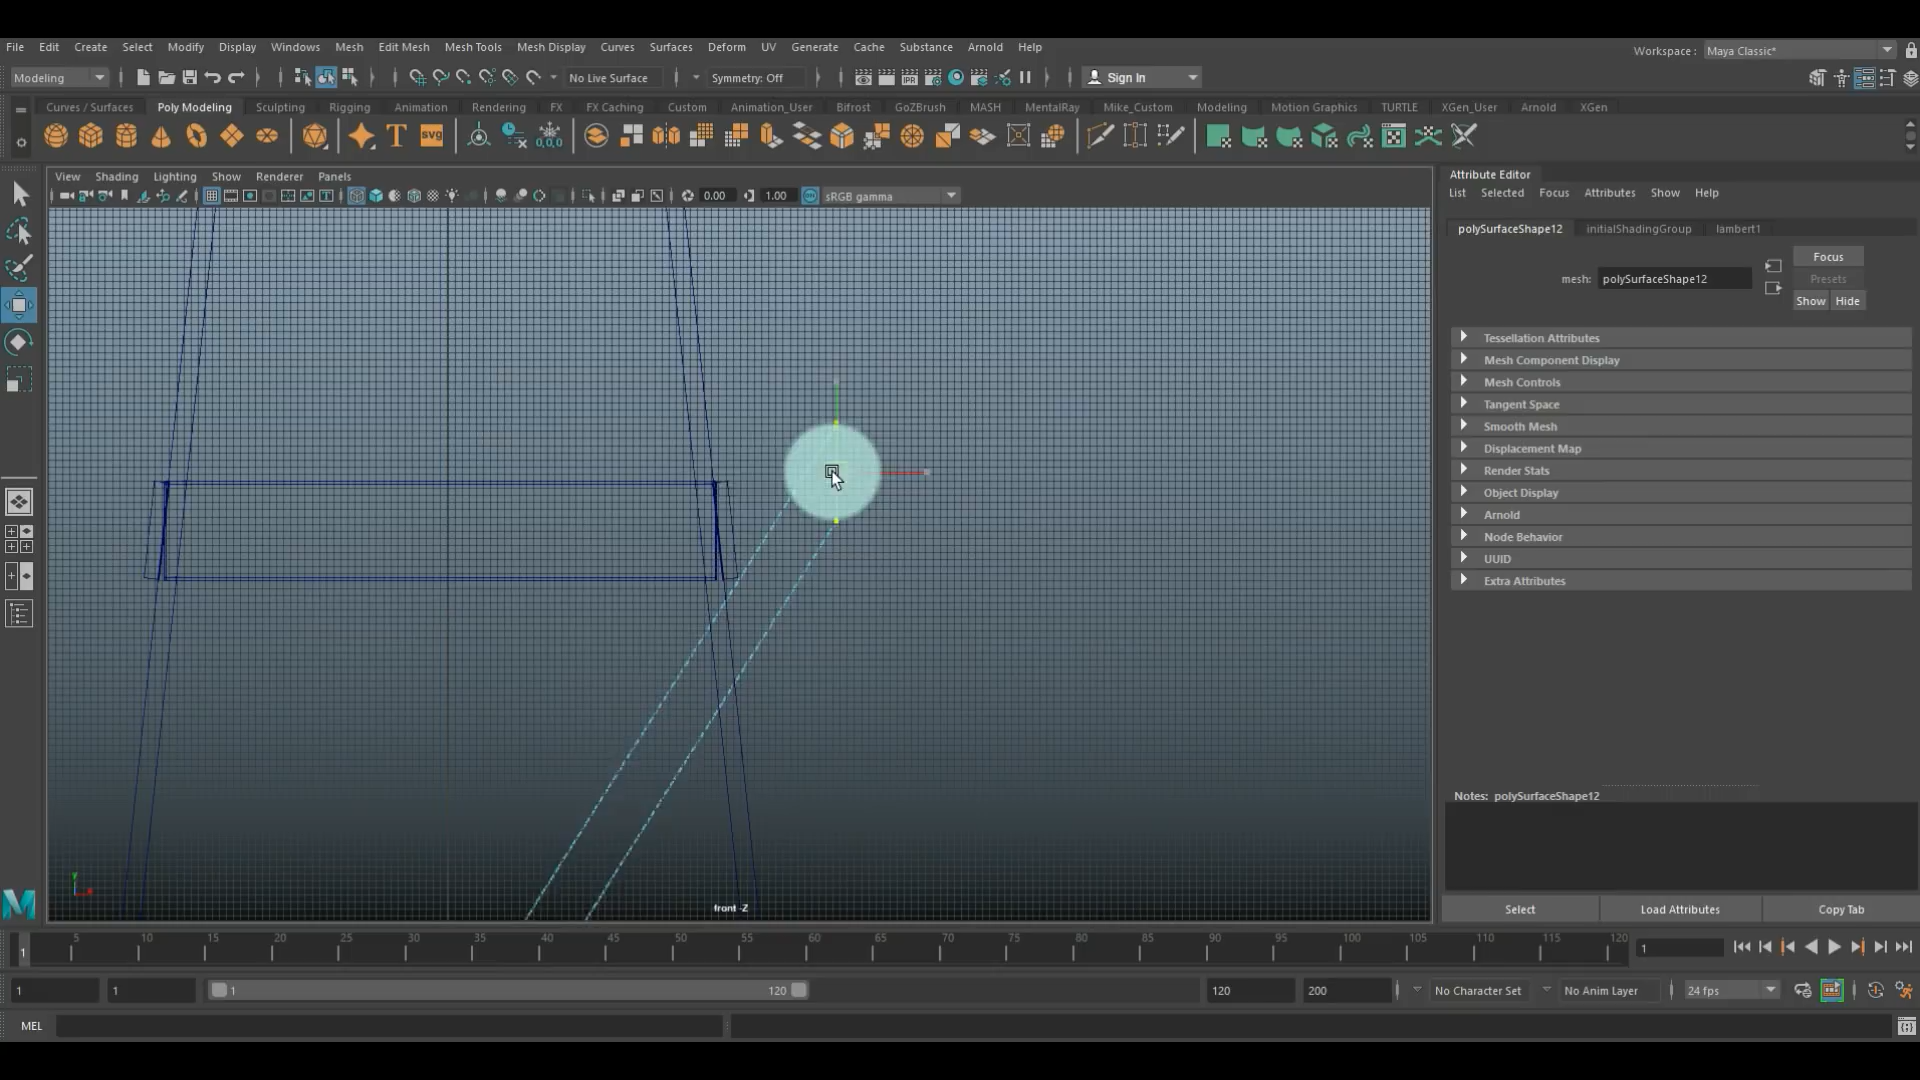 File Edit Create Select Modify Display Windows Mesh Edit Mesh Mesh Tools Mesh Display Curves Surfaces Deform UV Generate Cache Substance Arnold Help
Workspace : Maya Classic*
Modeling No Live Surface Symmetry: Off Sign In
Curves / Surfaces Poly Modeling Sculpting Rigging Animation Rendering FX FX Caching Custom Animation_User Bifrost GoZBrush MASH MentalRay Mike_Custom Modeling Motion Graphics TURTLE XGen_User Arnold XGen
T SVG 0,0,0
View Shading Lighting Show Renderer Panels
0.00 1.00 sRGB gamma
Attribute Editor
List Selected Focus Attributes Show Help
polySurfaceShape12 initialShadingGroup lambert1
Focus
mesh: polySurfaceShape12
Presets
Show Hide
Tessellation Attributes
Mesh Component Display
Mesh Controls
Tangent Space
Smooth Mesh
Displacement Map
Render Stats
Object Display
Arnold
Node Behavior
UUID
Extra Attributes
Notes: polySurfaceShape12
y
front -Z
Select Load Attributes Copy Tab
1 5 10 15 20 25 30 35 40 45 50 55 60 65 70 75 80 85 90 95 100 105 110 115 120 1
1 1 1 120 120 200 No Character Set No Anim Layer 24 fps
MEL